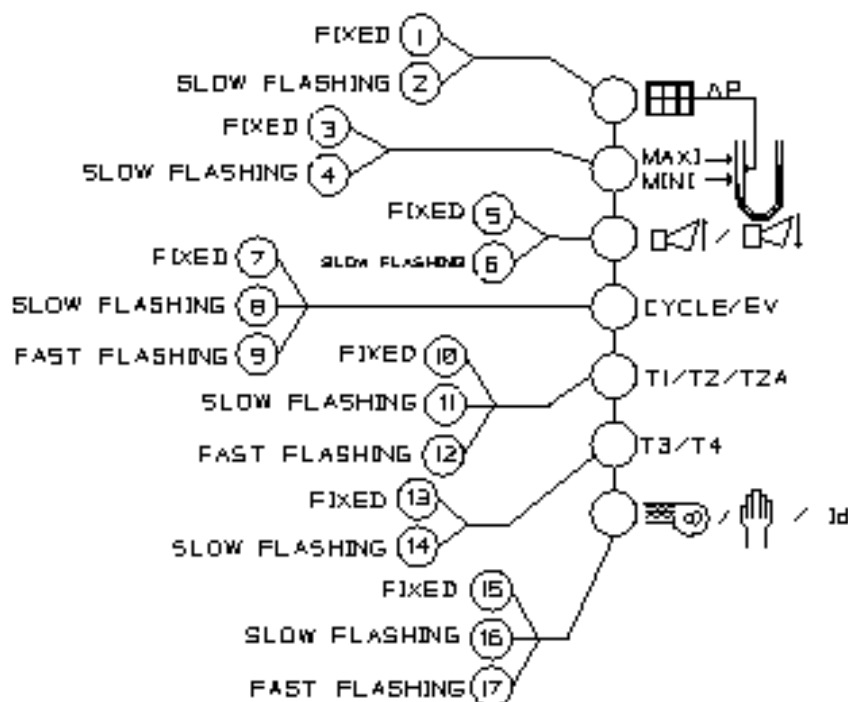 FIXED 1
SLOW FLASHING 2
ΔP
FIXED 3
SLOW FLASHING 4
MAXI
MINI
FIXED 5
SLOW FLASHING 6
/
FIXED 7
SLOW FLASHING 8
FAST FLASHING 9
CYCLE/EV
FIXED 10
SLOW FLASHING 11
FAST FLASHING 12
T1/T2/T2A
T3/T4
FIXED 13
SLOW FLASHING 14
/ / Id
FIXED 15
SLOW FLASHING 16
FAST FLASHING 17